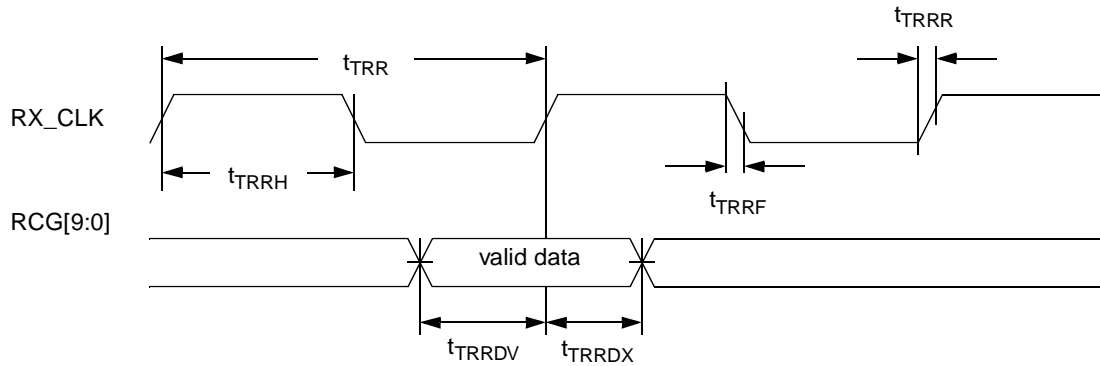 tTRRR
tTRR
RX_CLK
tTRRH
tTRRF
RCG[9:0]
valid data
tTRRDV tTRRDX